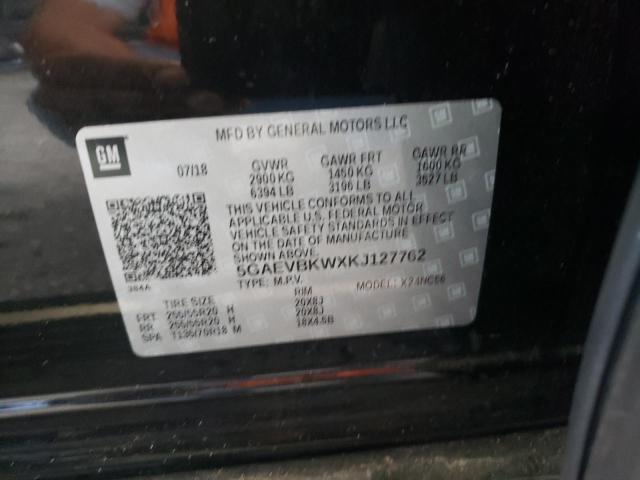 MFD BY GENERAL MOTORS LLC
GM
07/18 GVWR GAWR FRT GAWR RR
2900 KG 1450 KG 1600 KG
6394 LB 3196 LB 3527 LB
THIS VEHICLE CONFORMS TO ALL
APPLICABLE U.S. FEDERAL MOTOR
VEHICLE SAFETY STANDARDS IN EFFECT
ON THE DATE OF MANUFACTURE
SHOWN ABOVE.
5GAEVBKWXKJ127762
TYPE: M.P.V. MODEL: X24NC56
384A
TIRE SIZE RIM
FRT 255/55R20 H 20X8J
RR 255/55R20 H 20X8J
SPA T135/70R18 M 18X4.5B